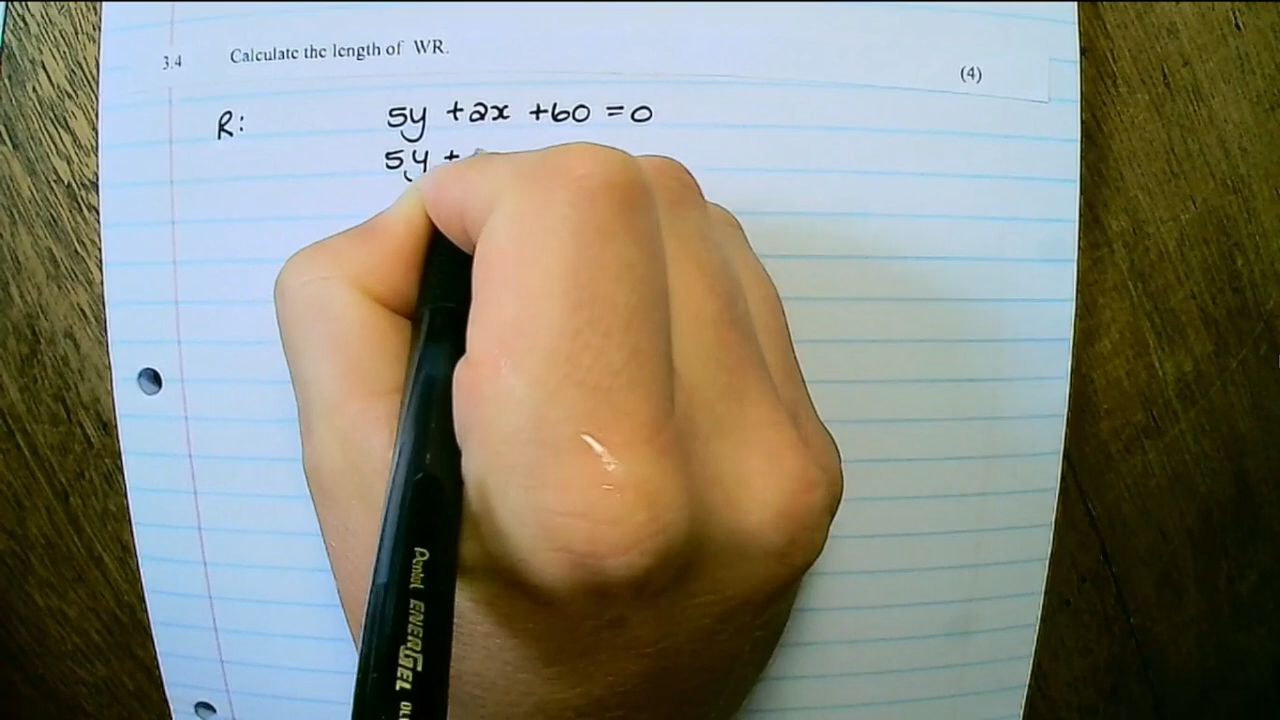 3.4 Calculate the length of WR.
(4)
R: 5y +2x +60 =0
5y +
Pentel ENERGEL